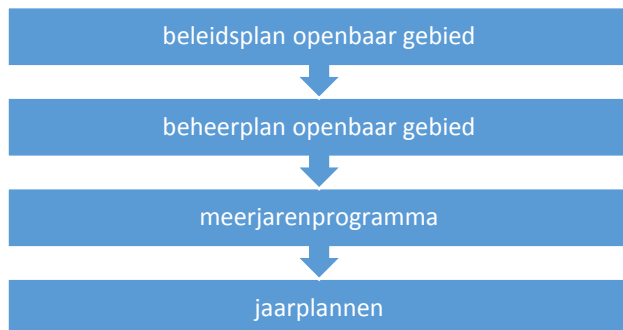 beleidsplan openbaar gebied
beheerplan openbaar gebied
meerjarenprogramma
jaarplannen